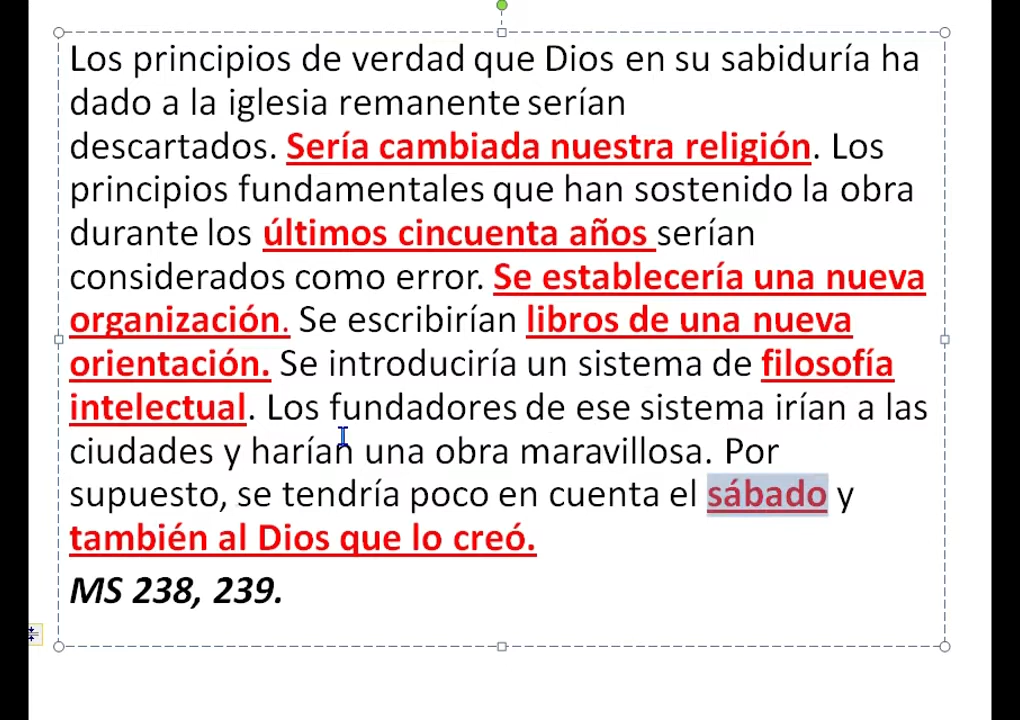 Los principios de verdad que Dios en su sabiduría ha
dado a la iglesia remanente serían
descartados. Sería cambiada nuestra religión. Los
principios fundamentales que han sostenido la obra
durante los últimos cincuenta años serían
considerados como error. Se establecería una nueva
organización. Se escribirían libros de una nueva
orientación. Se introduciría un sistema de filosofía
intelectual. Los fundadores de ese sistema irían a las
ciudades y harían una obra maravillosa. Por
supuesto, se tendría poco en cuenta el sábado y
también al Dios que lo creó.
MS 238, 239.